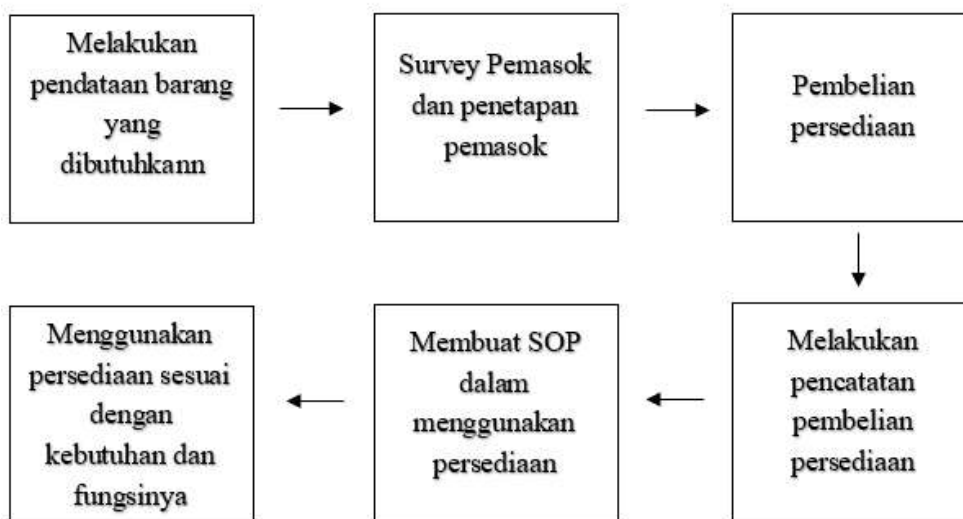 Melakukan
pendataan barang
yang
dibutuhkann
Survey Pemasok
dan penetapan
pemasok
Pembelian
persediaan
Melakukan
pencatatan
pembelian
persediaan
Membuat SOP
dalam
menggunakan
persediaan
Menggunakan
persediaan sesuai
dengan
kebutuhan dan
fungsinya